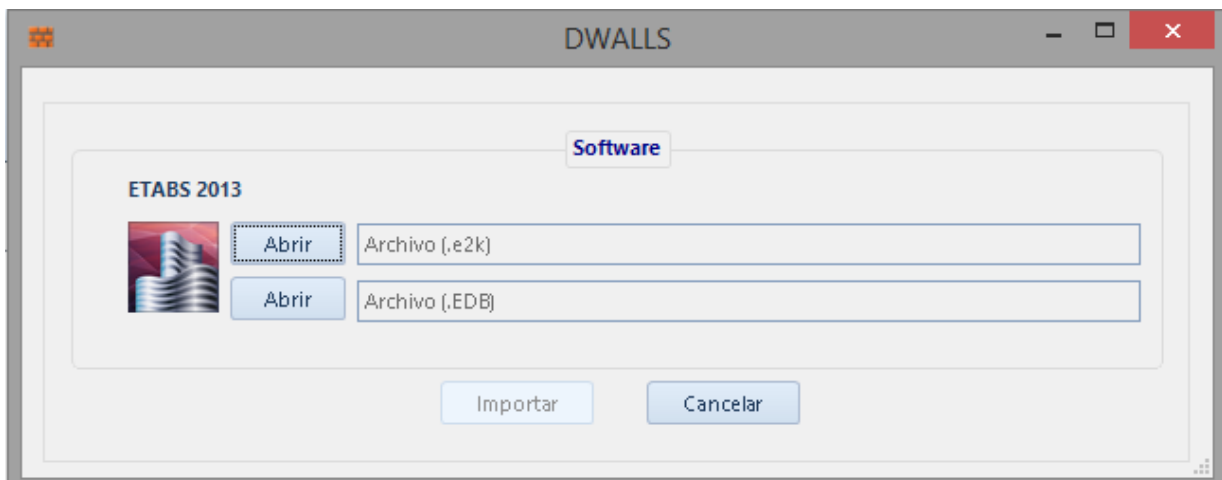 DWALLS
Software
ETABS 2013
Abrir Archivo (.e2k)
Abrir Archivo (.EDB)
Importar Cancelar